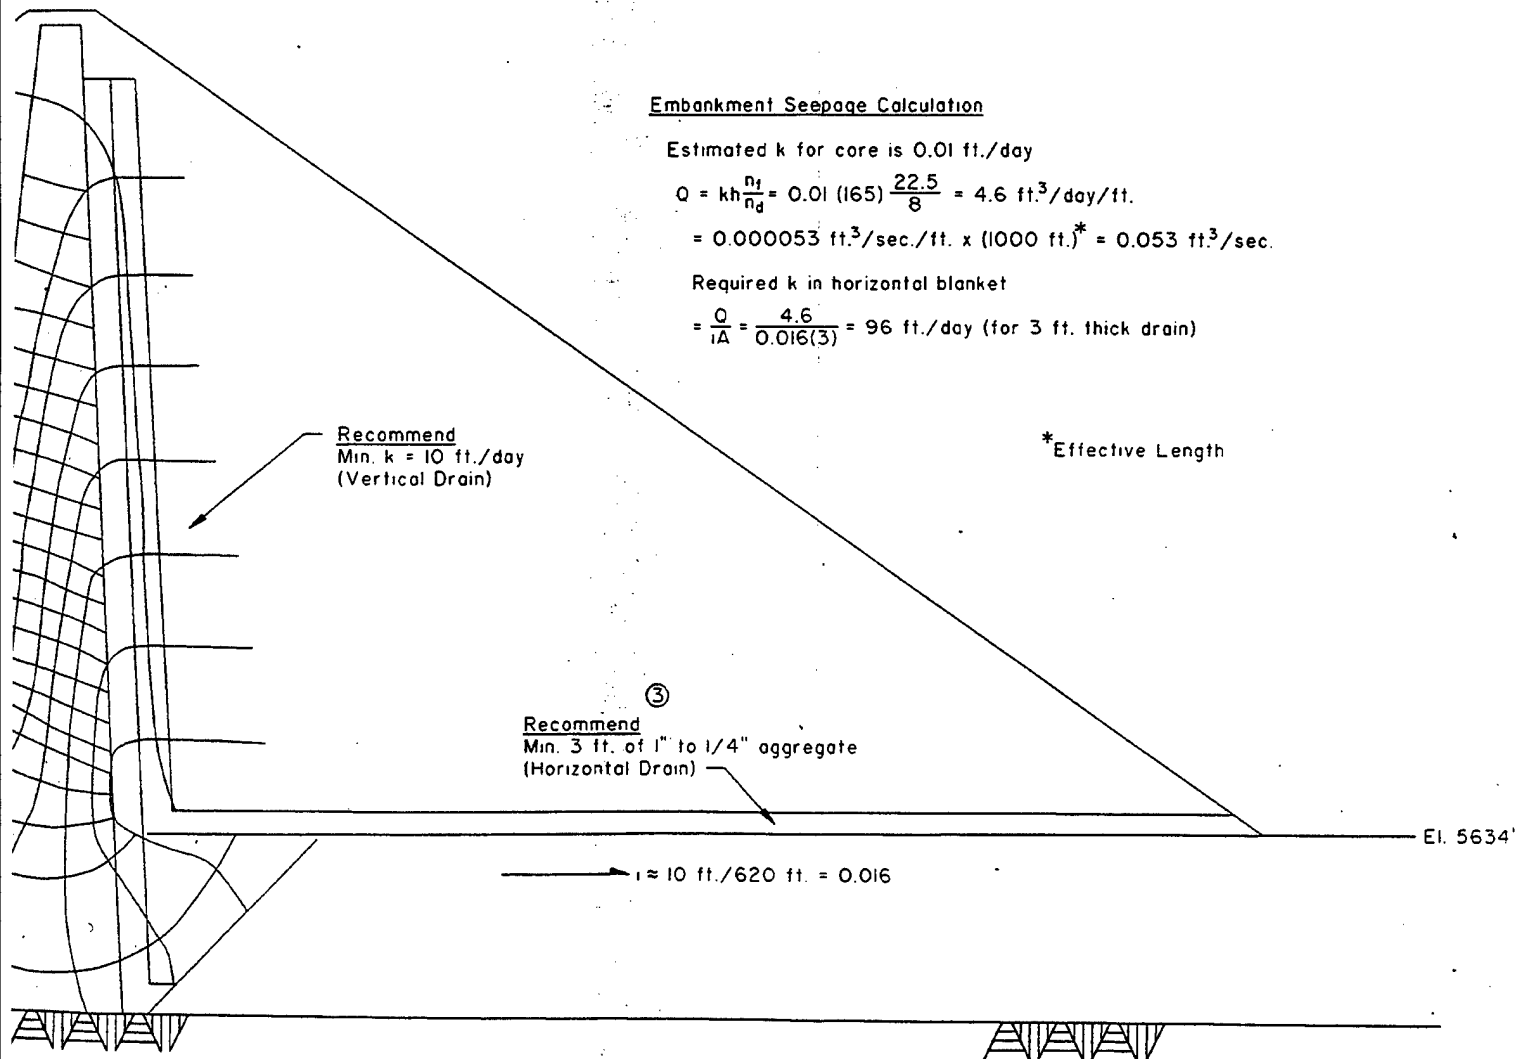 Embankment Seepage Calculation
Estimated k for core is 0.01 ft./day
Q = kh n_f/n_d = 0.01 (165) 22.5/8 = 4.6 ft.³/day/ft.
= 0.000053 ft.³/sec./ft. x (1000 ft.)* = 0.053 ft.³/sec.
Required k in horizontal blanket
= Q/iA = 4.6/0.016(3) = 96 ft./day (for 3 ft. thick drain)
Recommend
Min. k = 10 ft./day
(Vertical Drain)
*Effective Length
③
Recommend
Min. 3 ft. of 1" to 1/4" aggregate
(Horizontal Drain)
El. 5634'
i ≈ 10 ft./620 ft. = 0.016